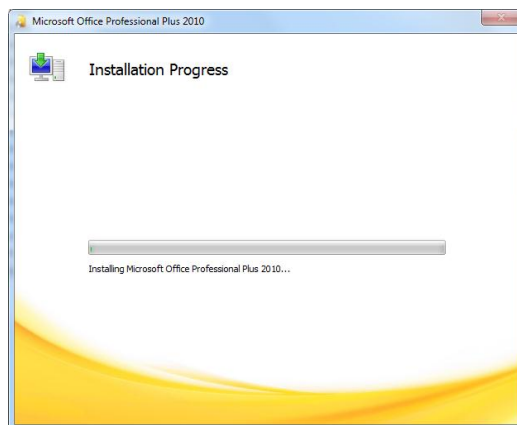 Microsoft Office Professional Plus 2010
Installation Progress
Installing Microsoft Office Professional Plus 2010...